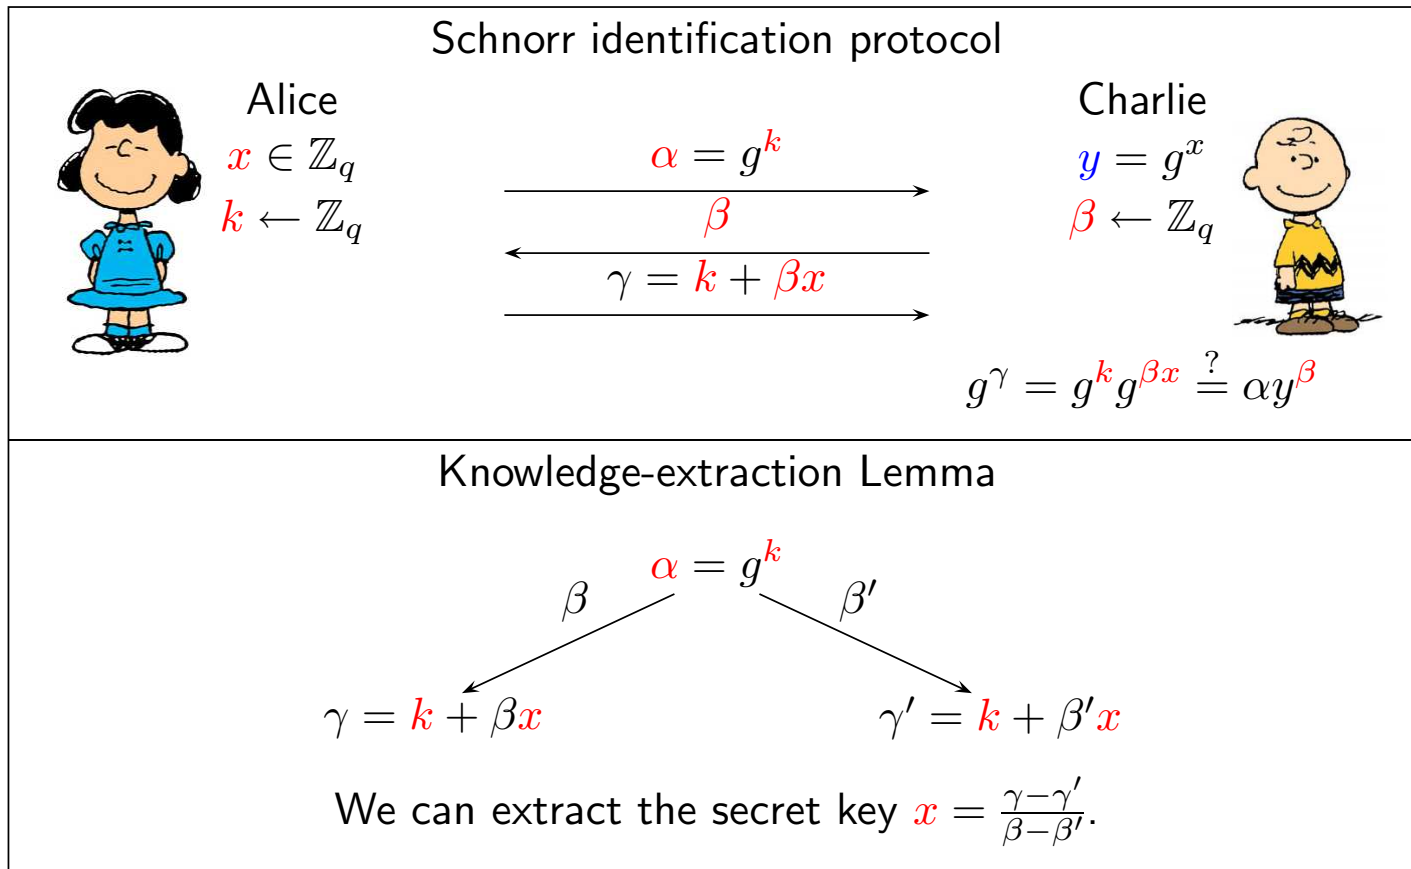 Schnorr identification protocol
Alice
x ∈ ℤ_q
k ← ℤ_q
α = g^k
β
γ = k + βx
Charlie
y = g^x
β ← ℤ_q
g^γ = g^k g^{βx} ≟ αy^β
Knowledge-extraction Lemma
α = g^k
β β′
γ = k + βx γ′ = k + β′x
We can extract the secret key x = \frac{γ−γ′}{β−β′}.